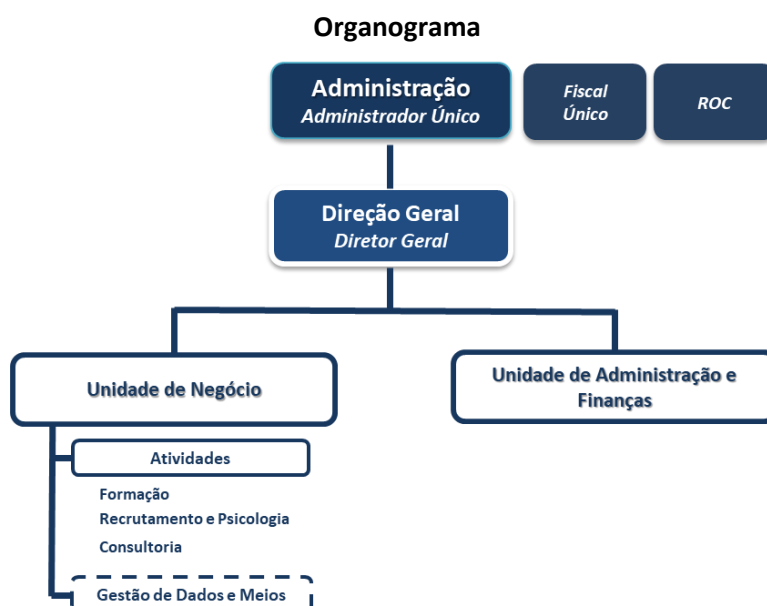 Organograma
Administração
Administrador Único
Fiscal
Único
ROC
Direção Geral
Diretor Geral
Unidade de Negócio
Unidade de Administração e
Finanças
Atividades
Formação
Recrutamento e Psicologia
Consultoria
Gestão de Dados e Meios